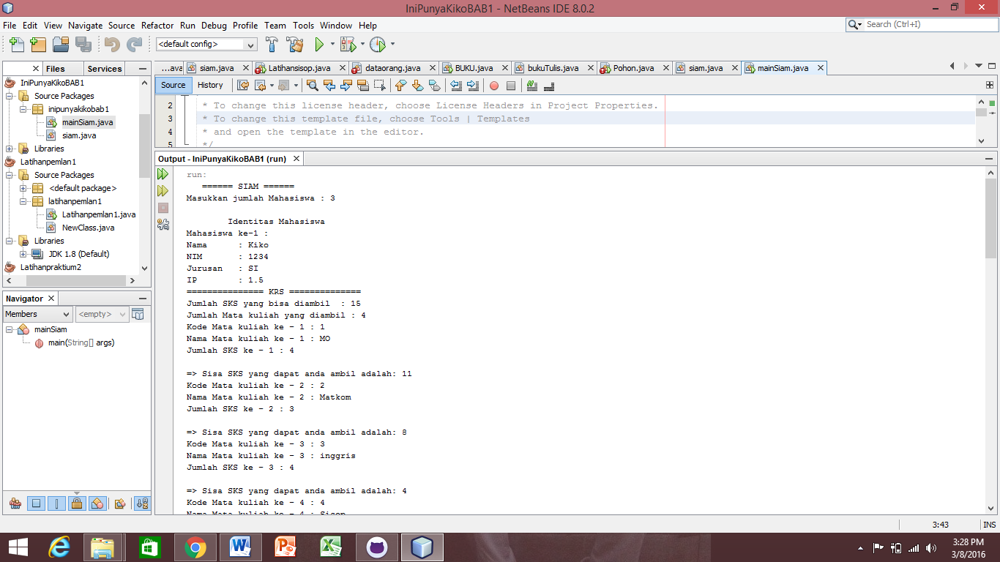 IniPunyaKikoBAB1 - NetBeans IDE 8.0.2
File Edit View Navigate Source Refactor Run Debug Profile Team Tools Window Help
Search (Ctrl+I)
<default config>
Files Services
IniPunyaKikoBAB1
Source Packages
inipunyakikobab1
mainSiam.java
siam.java
Libraries
Latihanpemlan1
Source Packages
<default package>
latihanpemlan1
Latihanpemlan1.java
NewClass.java
Libraries
JDK 1.8 (Default)
Latihanpraktium2
Navigator
Members <empty>
mainSiam
main(String[] args)
...ava siam.java Latihansisop.java dataorang.java BUKU.java bukuTulis.java Pohon.java siam.java mainSiam.java
Source History
2 * To change this license header, choose License Headers in Project Properties.
3 * To change this template file, choose Tools | Templates
4 * and open the template in the editor.
5 */
Output - IniPunyaKikoBAB1 (run)
run:
====== SIAM ======
Masukkan jumlah Mahasiswa : 3
Identitas Mahasiswa
Mahasiswa ke-1 :
Nama : Kiko
NIM : 1234
Jurusan : SI
IP : 1.5
=============== KRS ==============
Jumlah SKS yang bisa diambil : 15
Jumlah Mata kuliah yang diambil : 4
Kode Mata kuliah ke - 1 : 1
Nama Mata kuliah ke - 1 : MO
Jumlah SKS ke - 1 : 4
=> Sisa SKS yang dapat anda ambil adalah: 11
Kode Mata kuliah ke - 2 : 2
Nama Mata kuliah ke - 2 : Matkom
Jumlah SKS ke - 2 : 3
=> Sisa SKS yang dapat anda ambil adalah: 8
Kode Mata kuliah ke - 3 : 3
Nama Mata kuliah ke - 3 : inggris
Jumlah SKS ke - 3 : 4
=> Sisa SKS yang dapat anda ambil adalah: 4
Kode Mata kuliah ke - 4 : 4
Nama Mata kuliah ke - 4 : Sisop
3:43 INS
3:28 PM
3/8/2016